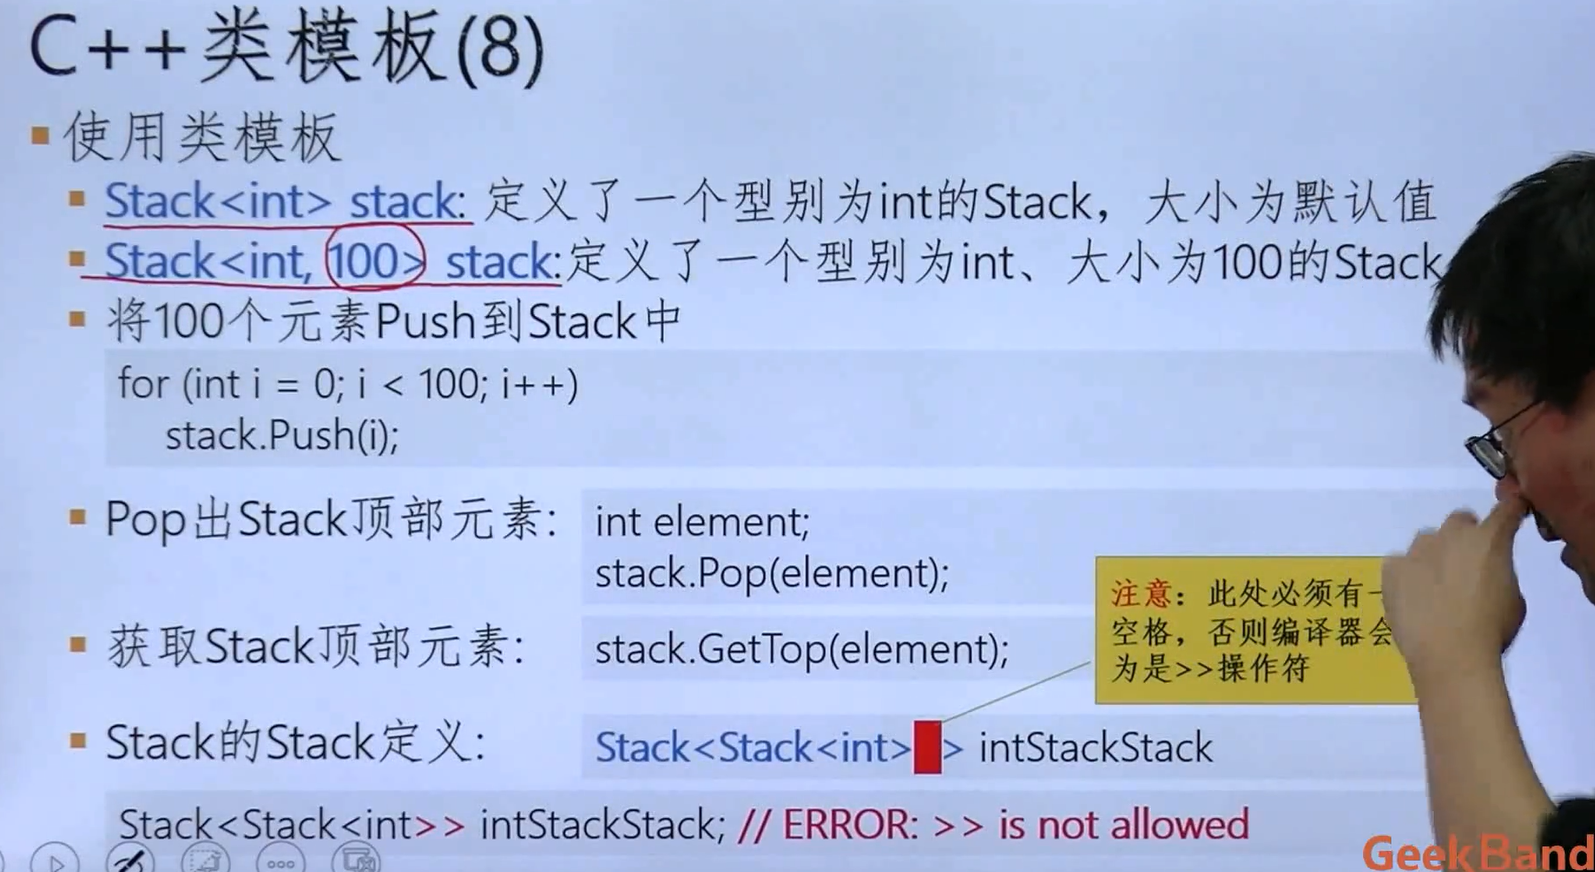 C++类模板(8)
使用类模板
Stack<int> stack: 定义了一个型别为int的Stack，大小为默认值
Stack<int, 100> stack:定义了一个型别为int、大小为100的Stack
将100个元素Push到Stack中
for (int i = 0; i < 100; i++)
stack.Push(i);
Pop出Stack顶部元素:
int element;
stack.Pop(element);
获取Stack顶部元素:
stack.GetTop(element);
注意：此处必须有一
空格，否则编译器会
为是>>操作符
Stack的Stack定义:
Stack<Stack<int> > intStackStack
Stack<Stack<int>> intStackStack; // ERROR: >> is not allowed
GeekBand